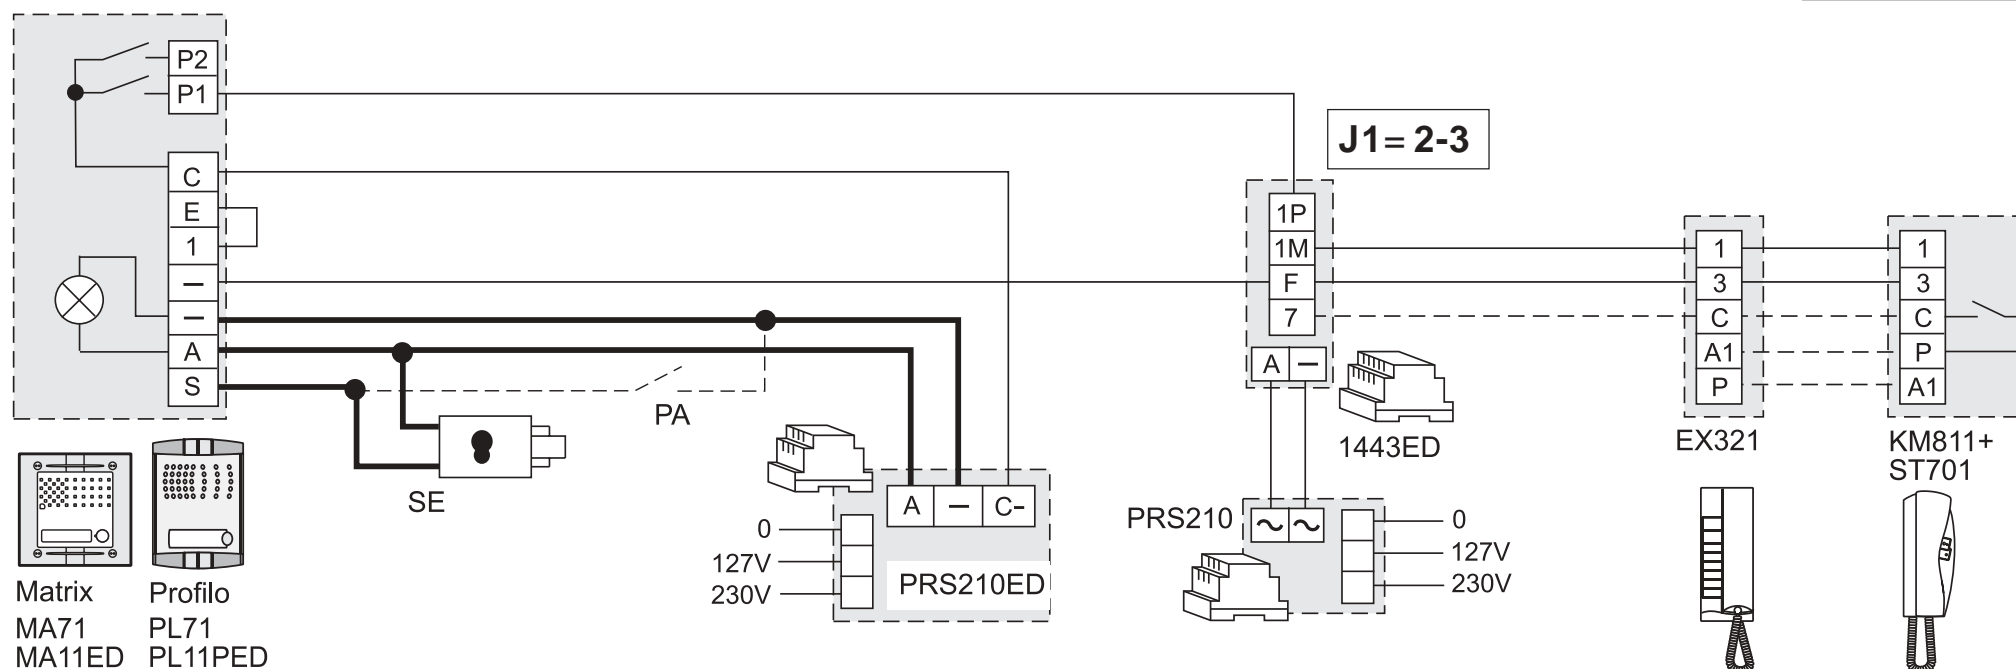 P2
P1
C
E
1
—
—
A
S
Matrix
MA71
MA11ED
Profilo
PL71
PL11PED
SE
PA
A — C-
0
127V
230V
PRS210ED
J1= 2-3
1P
1M
F
7
A —
1443ED
PRS210
~ ~
0
127V
230V
1
3
C
A1
P
EX321
1
3
C
P
A1
KM811+
ST701